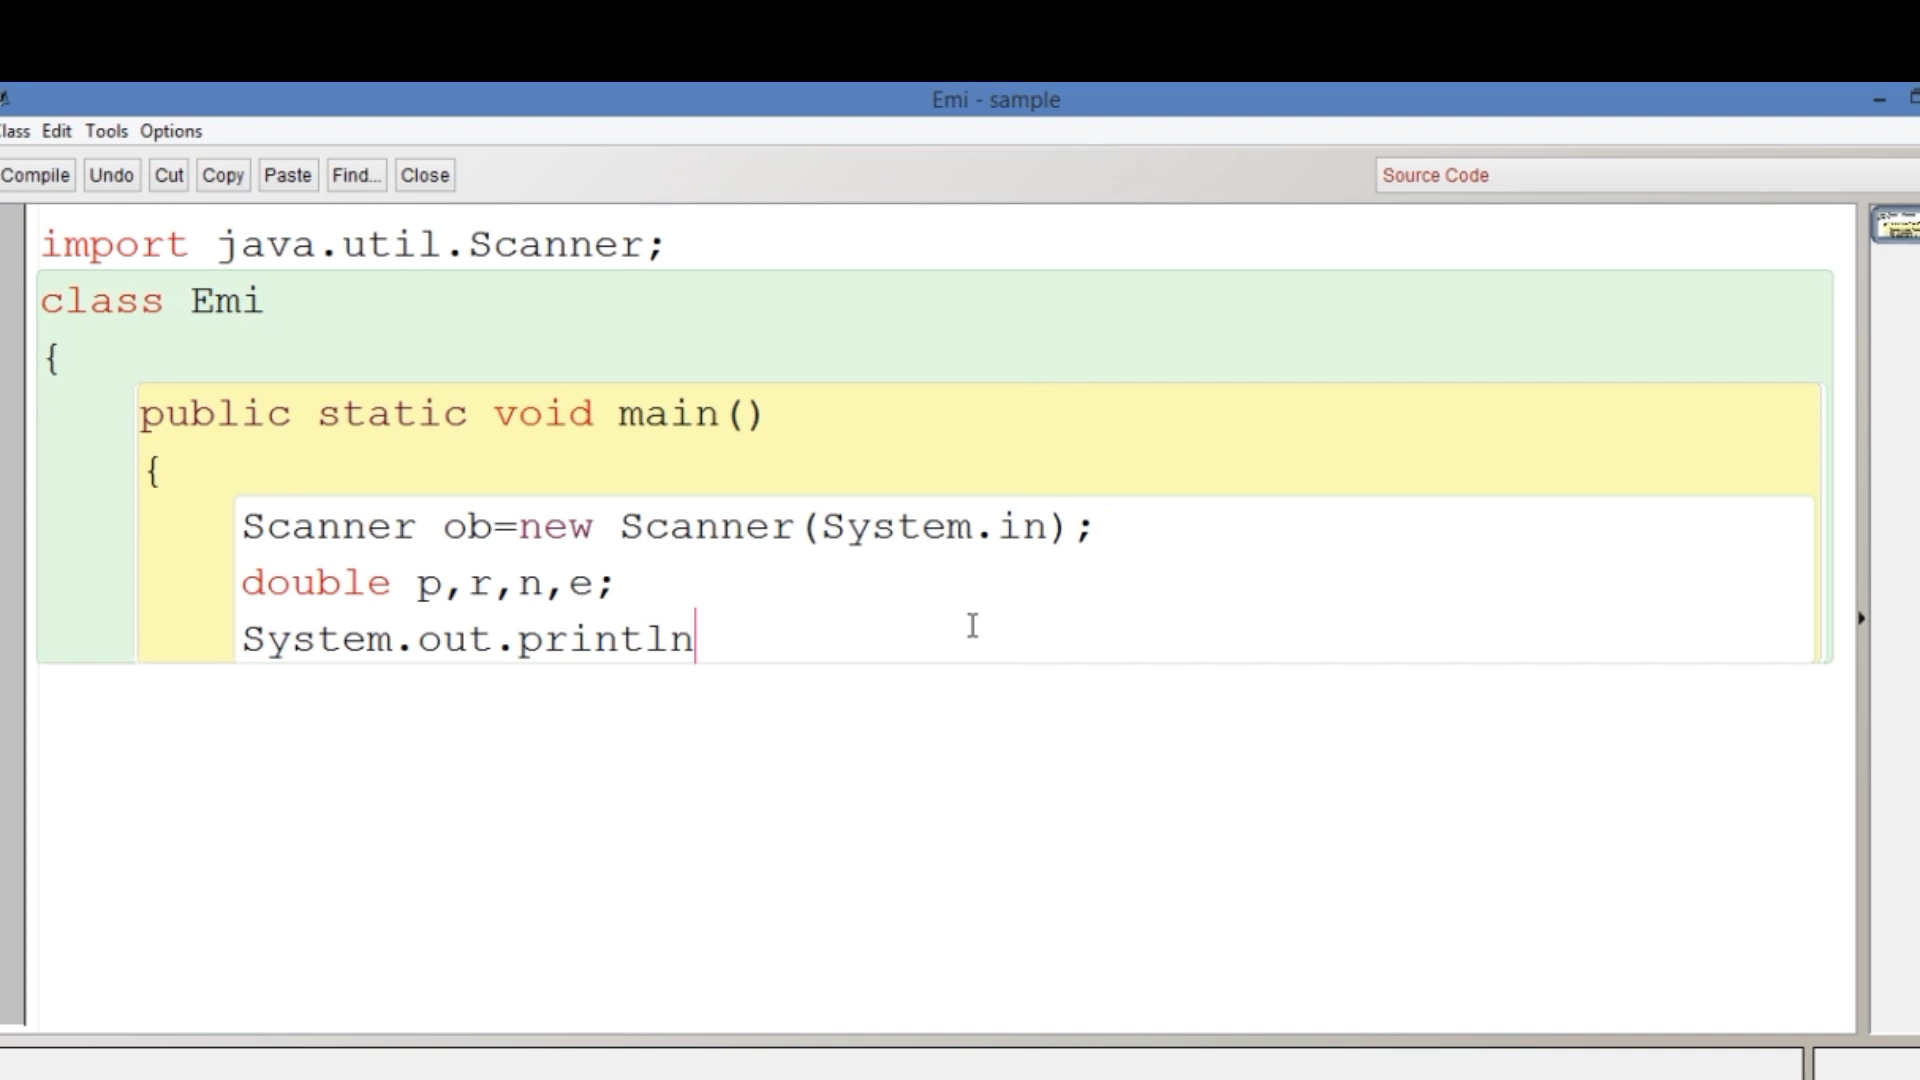 Emi - sample
lass Edit Tools Options
Compile Undo Cut Copy Paste Find... Close Source Code
import java.util.Scanner;
class Emi
{
public static void main()
{
Scanner ob=new Scanner(System.in);
double p,r,n,e;
System.out.println